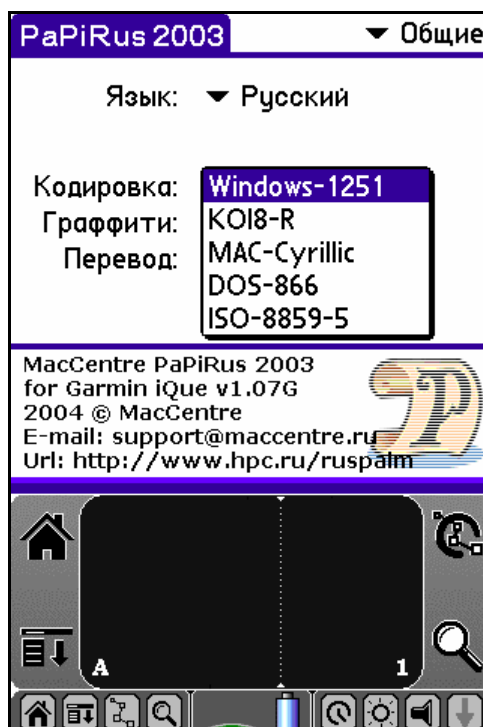 PaPiRus 2003 Общие
Язык: Русский
Кодировка: Windows-1251
Граффити: KOI8-R
Перевод: MAC-Cyrillic
DOS-866
ISO-8859-5
MacCentre PaPiRus 2003
for Garmin iQue v1.07G
2004 © MacCentre
E-mail: support@maccentre.ru
Url: http://www.hpc.ru/ruspalm
P
A 1